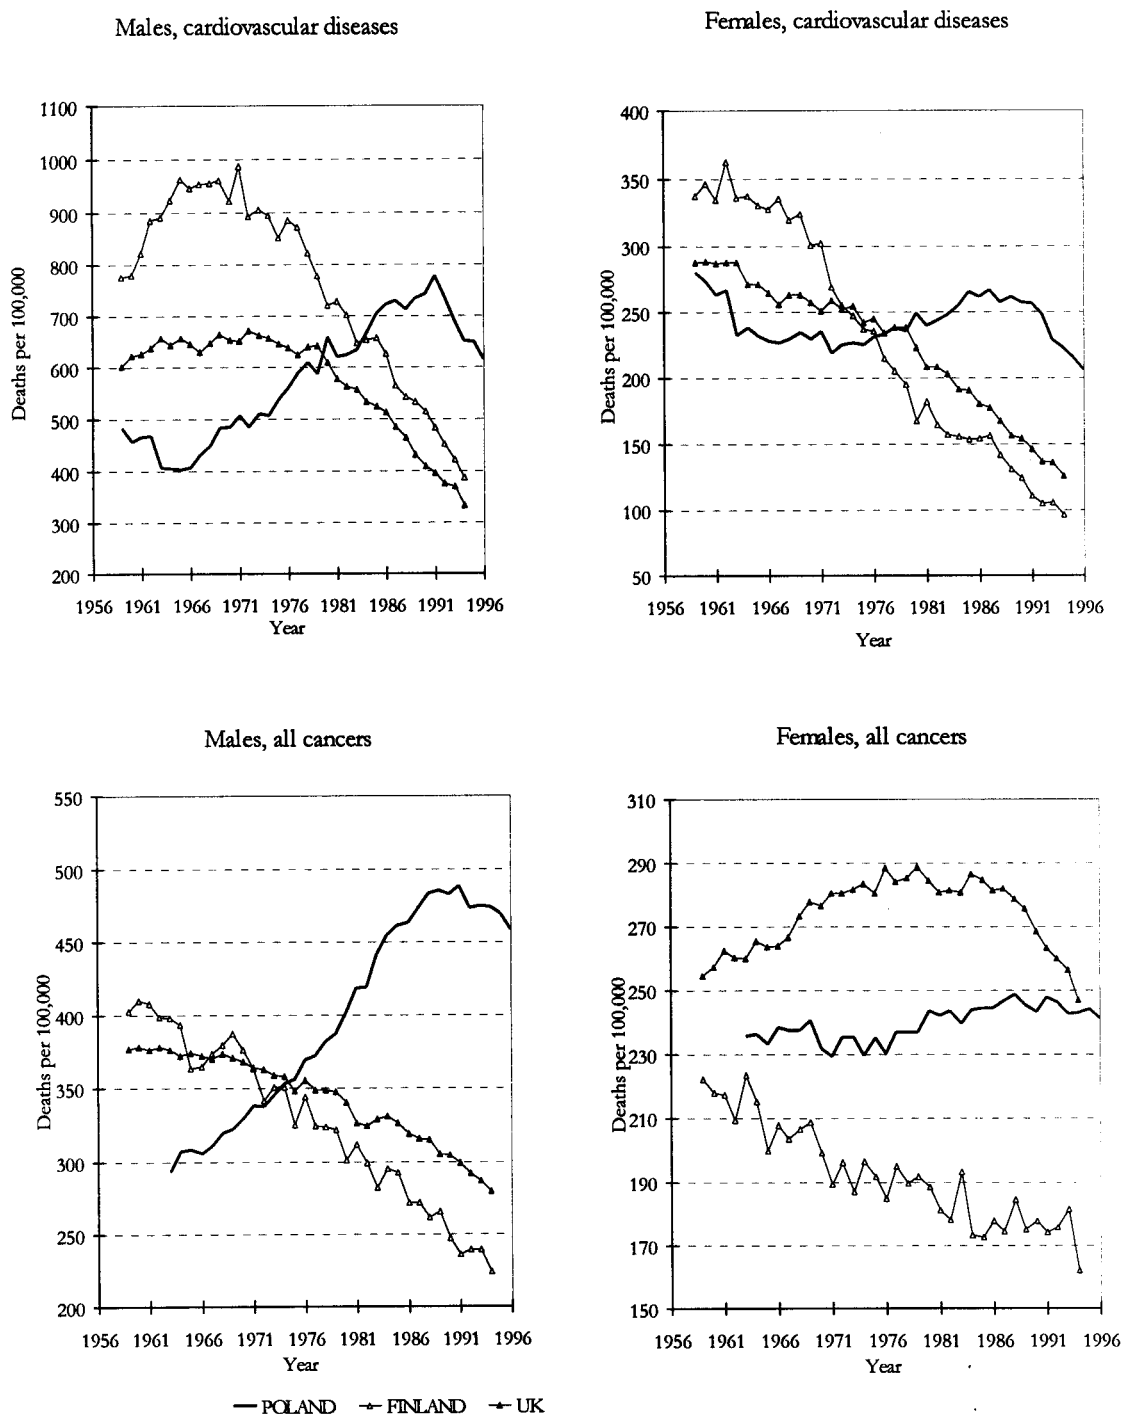 Males, cardiovascular diseases
Females, cardiovascular diseases
Deaths per 100,000
1100
1000
900
800
700
600
500
400
300
200
1956 1961 1966 1971 1976 1981 1986 1991 1996
Year
Deaths per 100,000
400
350
300
250
200
150
100
50
1956 1961 1966 1971 1976 1981 1986 1991 1996
Year
Males, all cancers
Females, all cancers
Deaths per 100,000
550
500
450
400
350
300
250
200
1956 1961 1966 1971 1976 1981 1986 1991 1996
Year
Deaths per 100,000
310
290
270
250
230
210
190
170
150
1956 1961 1966 1971 1976 1981 1986 1991 1996
Year
POLAND FINLAND UK